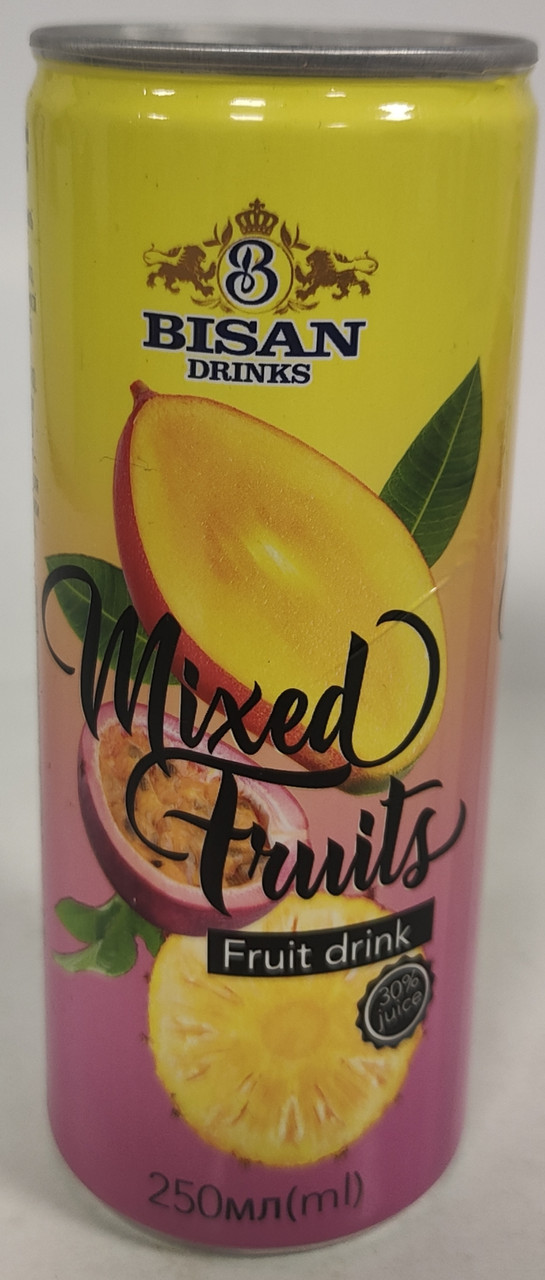 B
BISAN
DRINKS
Mixed
Fruits
Fruit drink
30%
juice
250мл(ml)